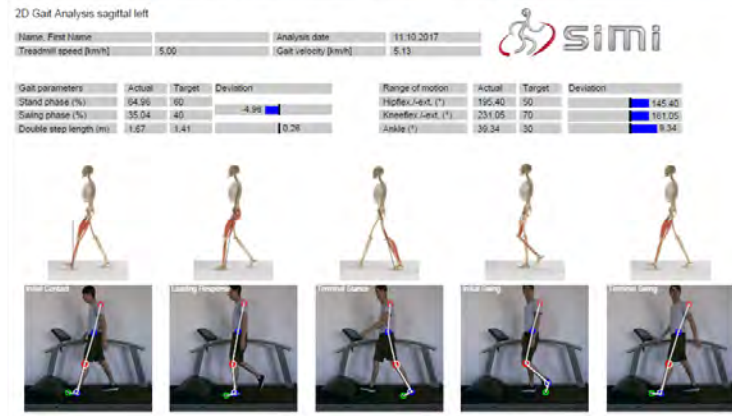 2D Gait Analysis sagittal left
simi
Name, First Name Analysis date 11.10.2017
Treadmill speed [km/h] 5.00 Gait velocity [km/h] 5.13
Gait parameters Actual Target Deviation
Stand phase (%) 64.96 60
-4.96
Swing phase (%) 35.04 40
Double step length (m) 1.67 1.41 0.26
Range of motion Actual Target Deviation
Hipflex./-ext. (°) 195.40 50 145.40
Kneeflex./-ext. (°) 231.05 70 161.05
Ankle (°) 39.34 30 9.34
Initial Contact
Loading Response
Terminal Stance
Initial Swing
Terminal Swing